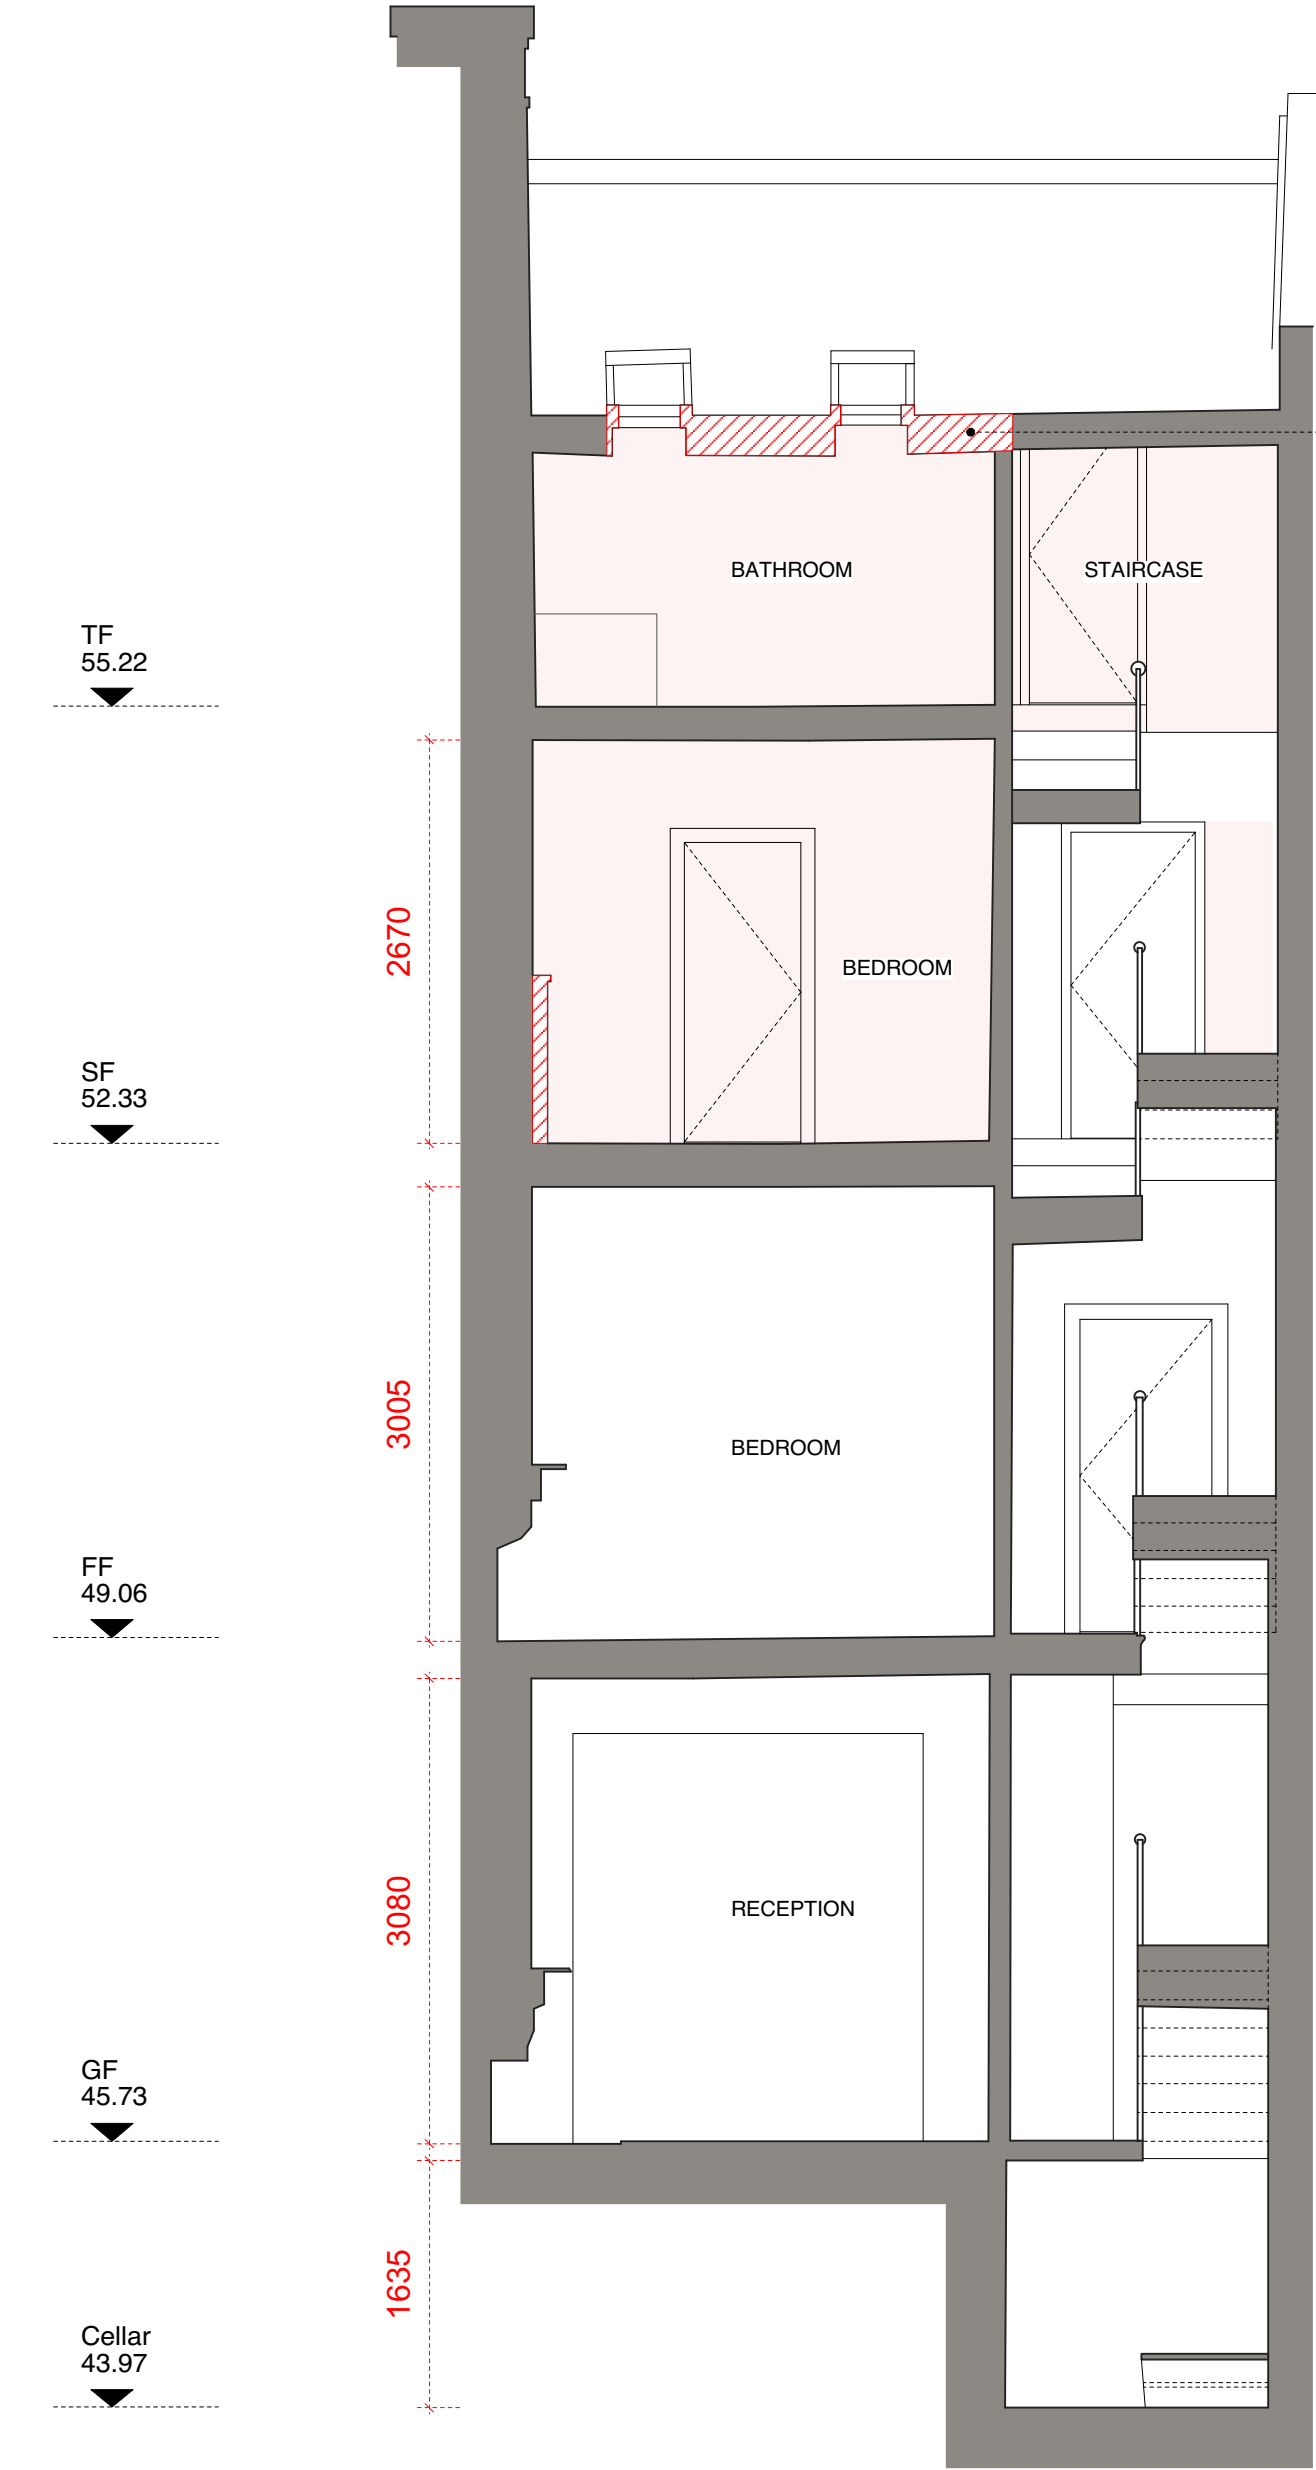 BATHROOM
STAIRCASE
TF
55.22
2670
BEDROOM
SF
52.33
3005
BEDROOM
FF
49.06
3080
RECEPTION
GF
45.73
1635
Cellar
43.97